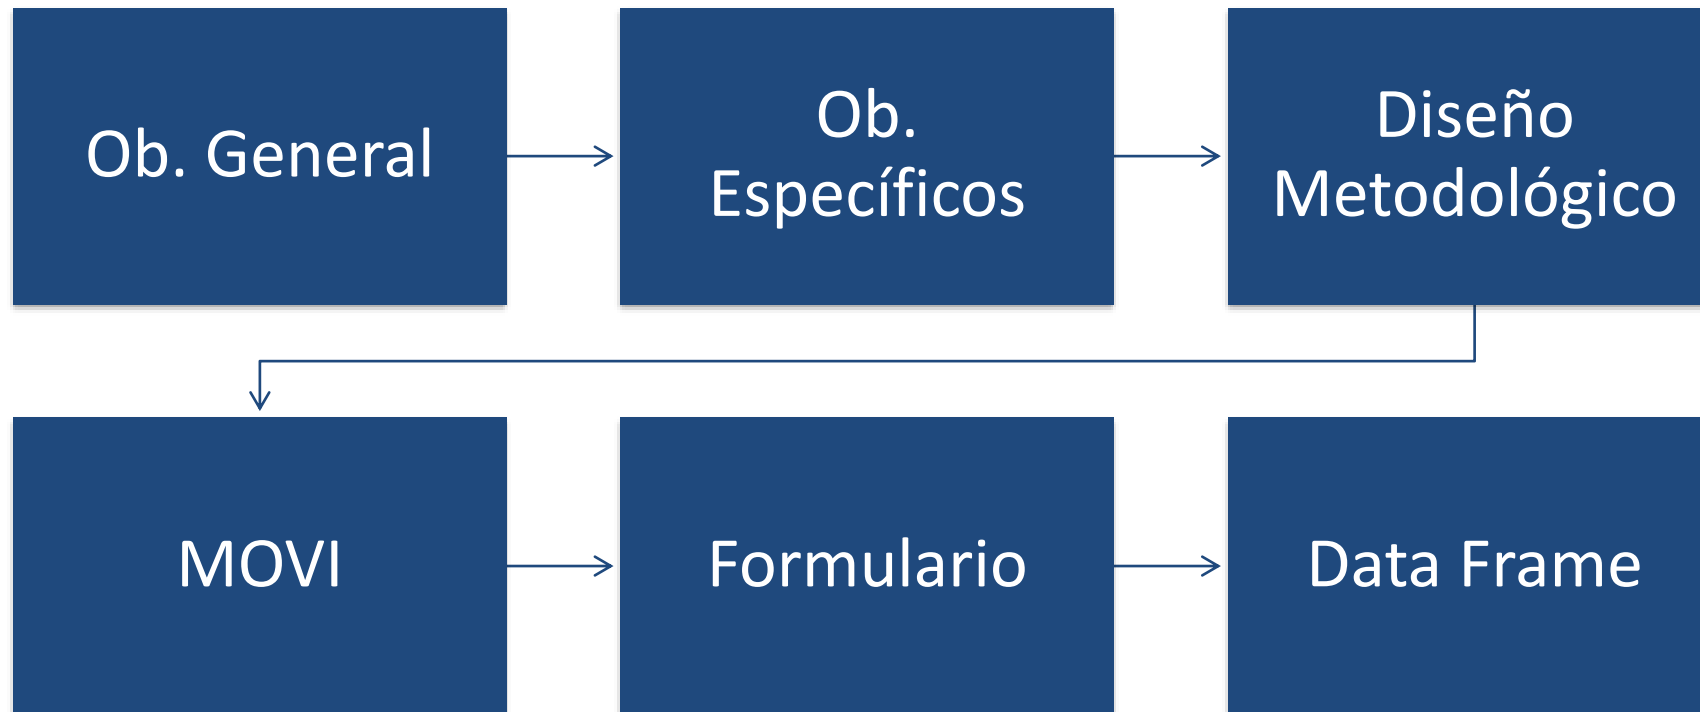 Ob. General
Ob.
Específicos
Diseño
Metodológico
MOVI
Formulario
Data Frame